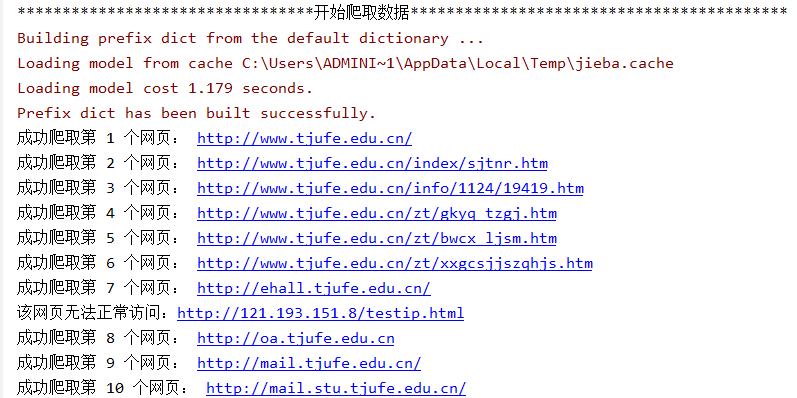 *********************************开始爬取数据******************************************
Building prefix dict from the default dictionary ...
Loading model from cache C:\Users\ADMINI~1\AppData\Local\Temp\jieba.cache
Loading model cost 1.179 seconds.
Prefix dict has been built successfully.
成功爬取第 1 个网页： http://www.tjufe.edu.cn/
成功爬取第 2 个网页： http://www.tjufe.edu.cn/index/sjtnr.htm
成功爬取第 3 个网页： http://www.tjufe.edu.cn/info/1124/19419.htm
成功爬取第 4 个网页： http://www.tjufe.edu.cn/zt/gkyq_tzgj.htm
成功爬取第 5 个网页： http://www.tjufe.edu.cn/zt/bwcx_ljsm.htm
成功爬取第 6 个网页： http://www.tjufe.edu.cn/zt/xxgcsjjszqhjs.htm
成功爬取第 7 个网页： http://ehall.tjufe.edu.cn/
该网页无法正常访问：http://121.193.151.8/testip.html
成功爬取第 8 个网页： http://oa.tjufe.edu.cn
成功爬取第 9 个网页： http://mail.tjufe.edu.cn/
成功爬取第 10 个网页： http://mail.stu.tjufe.edu.cn/